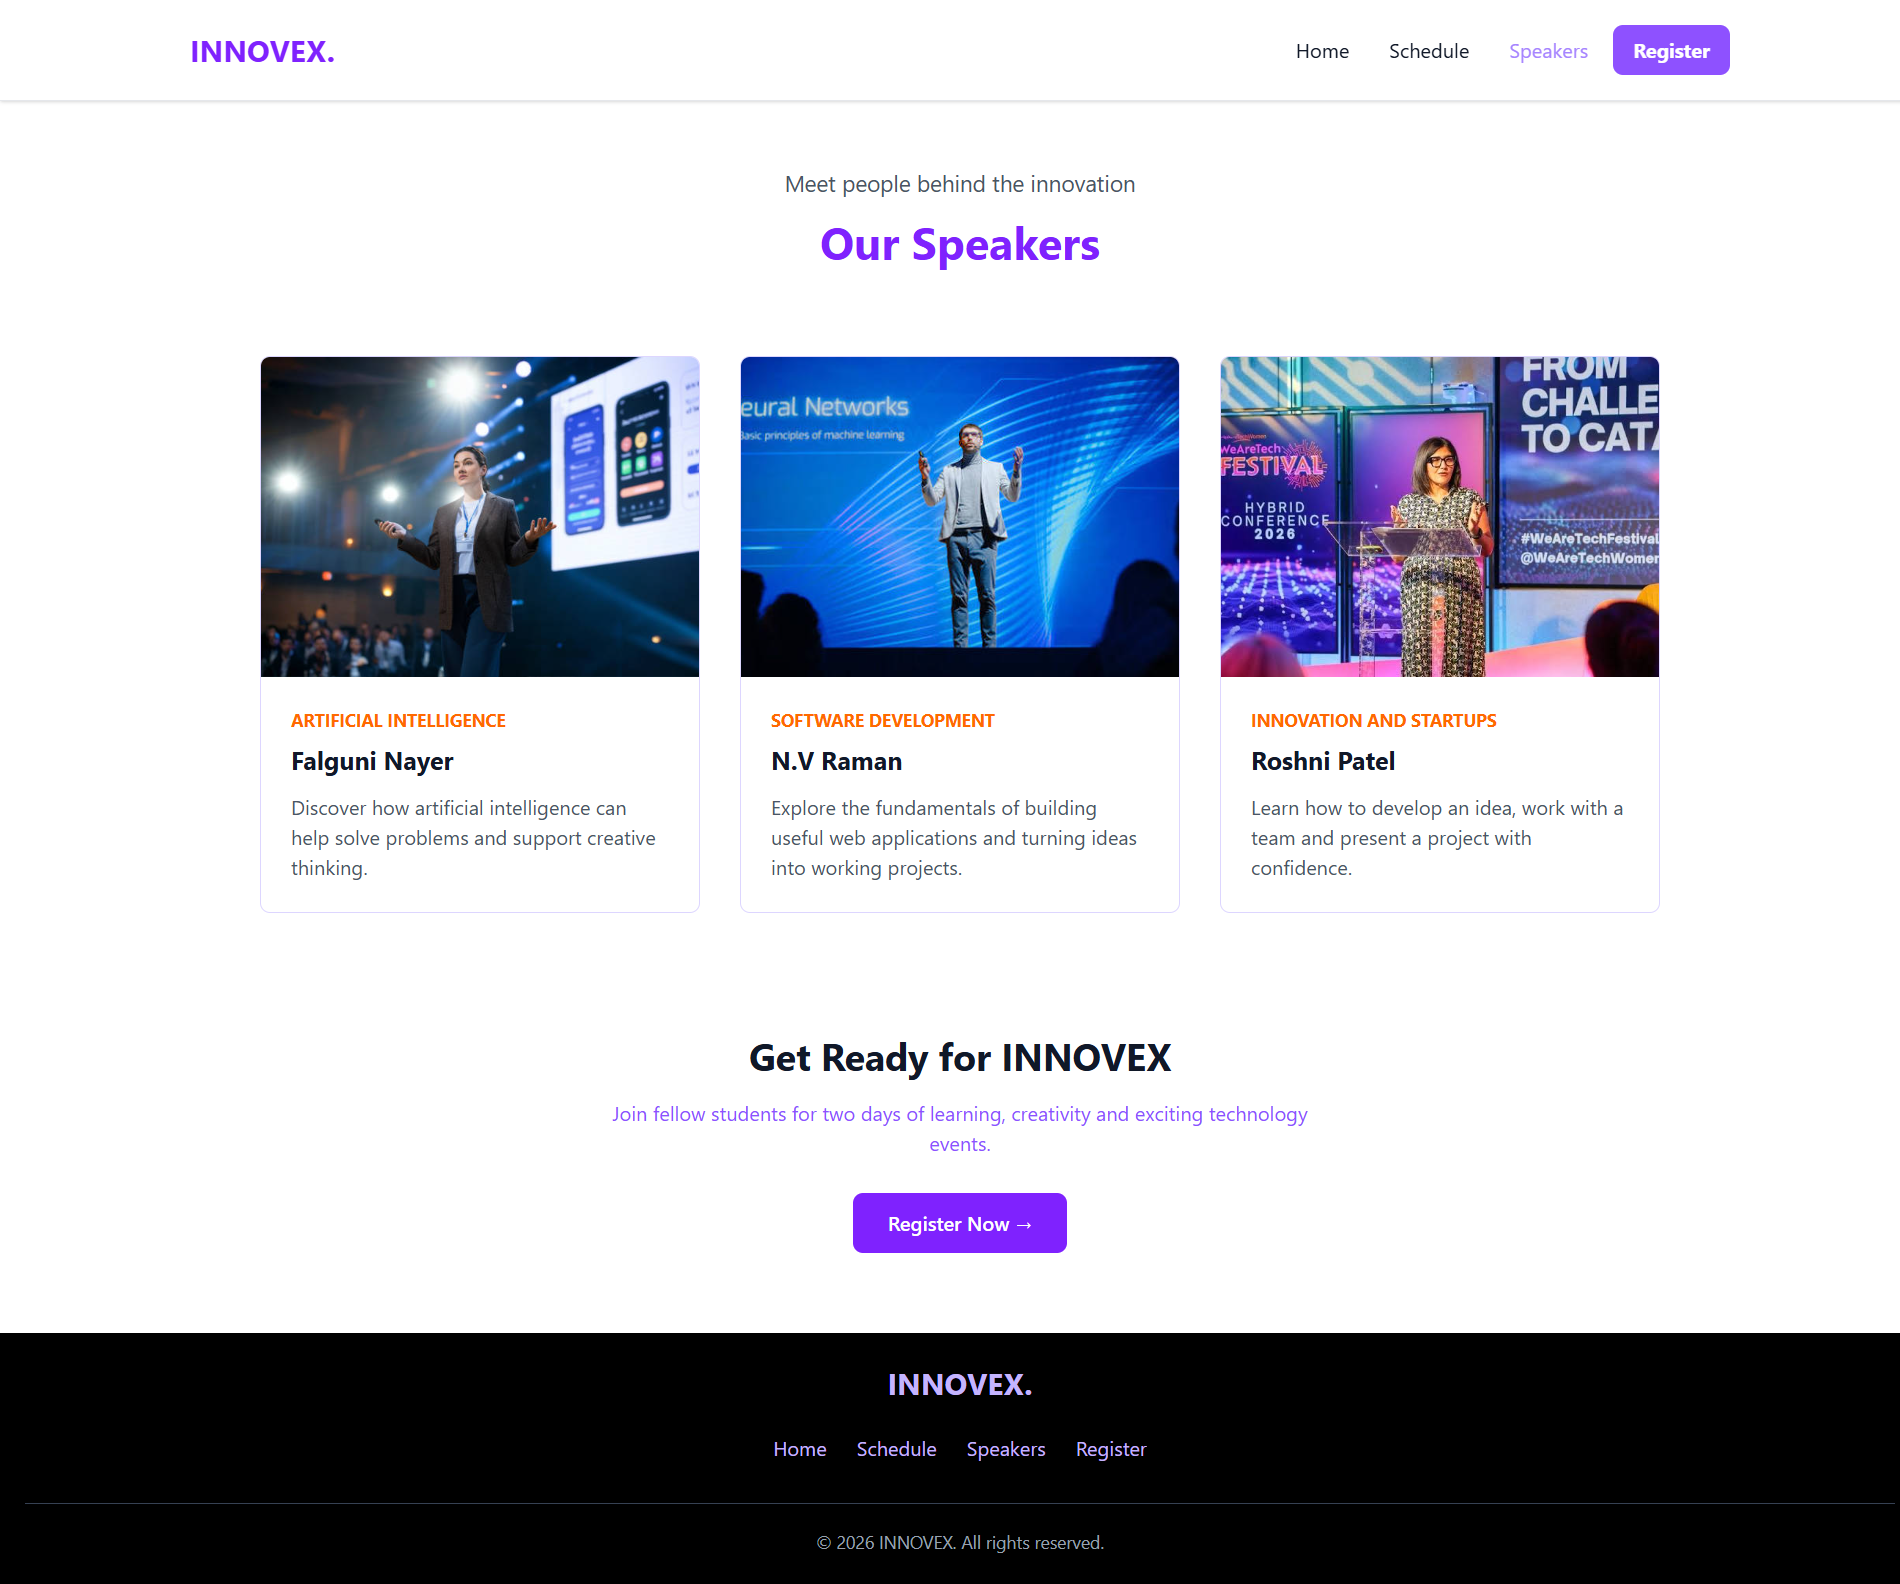 INNOVEX.
Home
Schedule
Speakers
Register
Meet people behind the innovation
Our Speakers
eural Networks
Basic principles of machine learning
WeAreTech
FESTIVAL
HYBRID
CONFERENCE
2026
FROM
CHALLE
TO CATA
#WeAreTechFestival
@WeAreTechWomen
ARTIFICIAL INTELLIGENCE
Falguni Nayer
Discover how artificial intelligence can
help solve problems and support creative
thinking.
SOFTWARE DEVELOPMENT
N.V Raman
Explore the fundamentals of building
useful web applications and turning ideas
into working projects.
INNOVATION AND STARTUPS
Roshni Patel
Learn how to develop an idea, work with a
team and present a project with
confidence.
Get Ready for INNOVEX
Join fellow students for two days of learning, creativity and exciting technology
events.
Register Now →
INNOVEX.
Home
Schedule
Speakers
Register
© 2026 INNOVEX. All rights reserved.